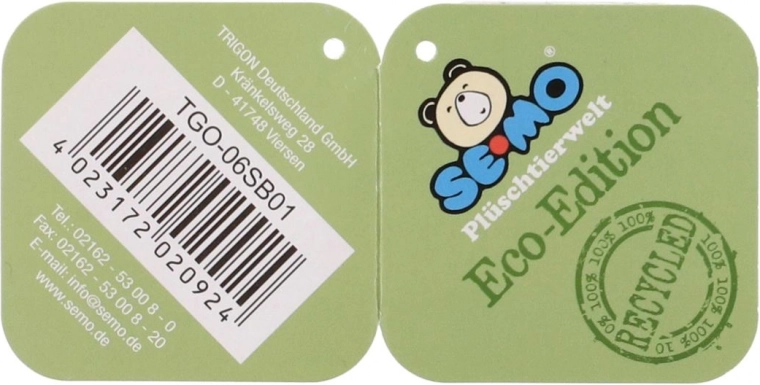 TRIGON Deutschland GmbH
Kränkelsweg 28
D - 41748 Viersen
TGO-06SB01
4 023172 020924
Tel.: 02162 - 53 00 8 - 0
Fax: 02162 - 53 00 8 - 20
E-mail: info@semo.de
www.semo.de
®
SE•MO
Plüschtierwelt
Eco-Edition
100% 100% 100% 100% 100% 100%
RECYCLED